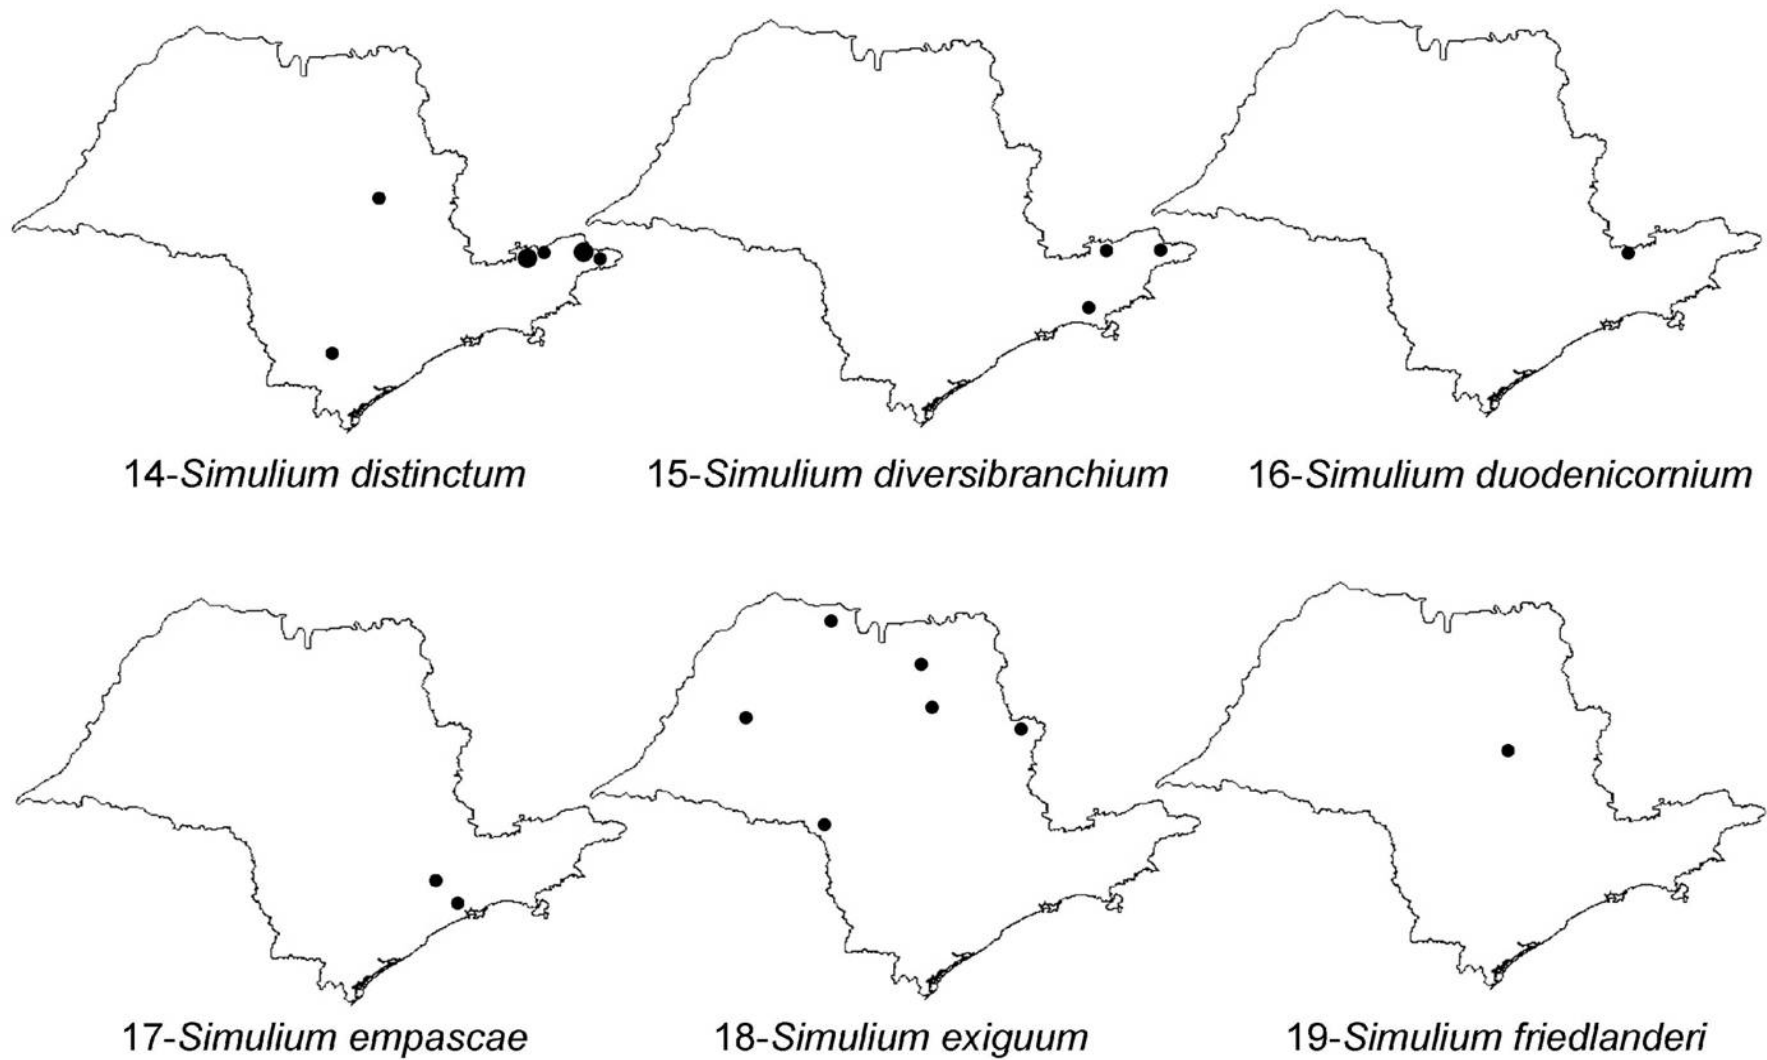 14-Simulium distinctum
15-Simulium diversibranchium
16-Simulium duodenicornium
17-Simulium empascae
18-Simulium exiguum
19-Simulium friedlanderi